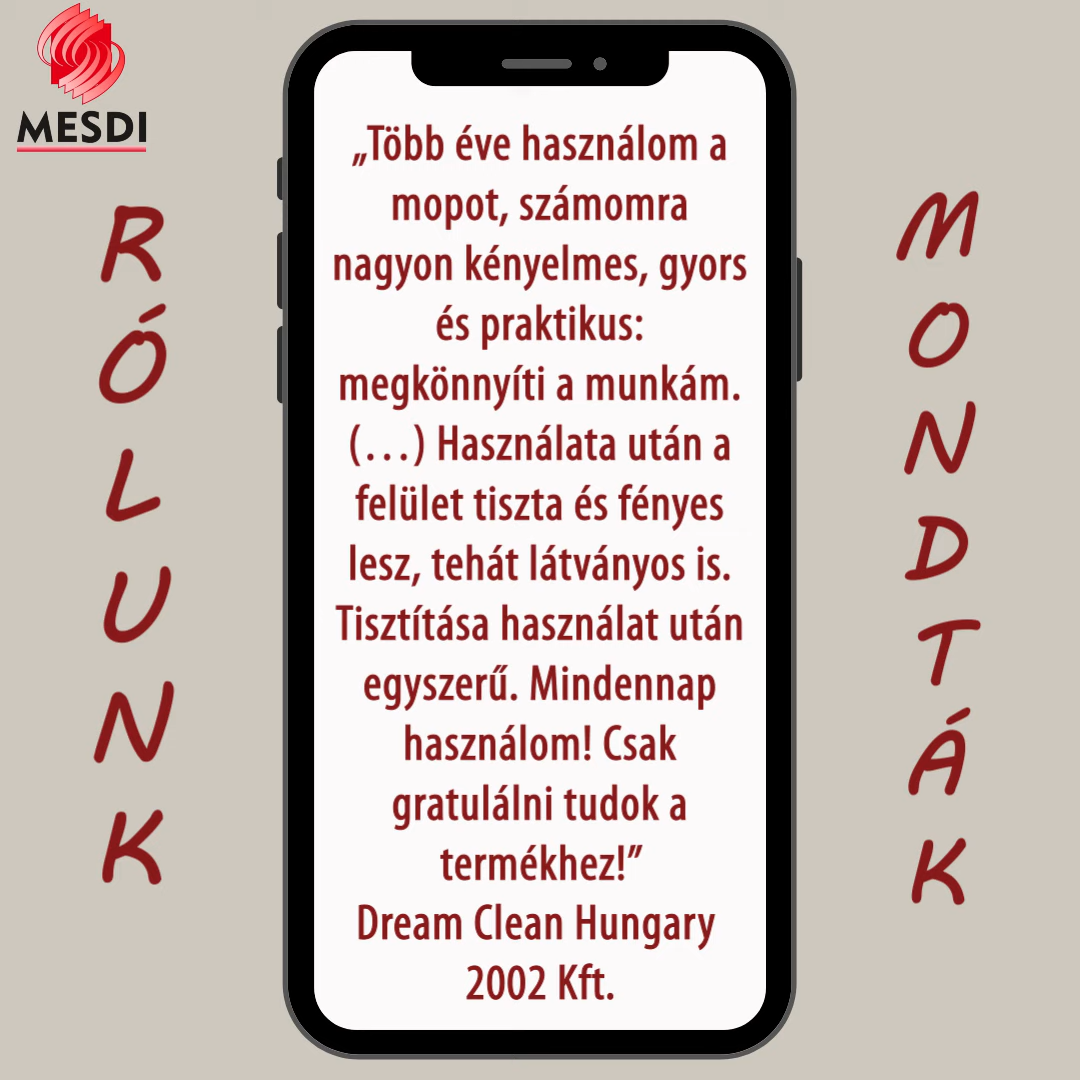 MESDI
RÓLUNK
MONDTÁK
„Több éve használom a
mopot, számomra
nagyon kényelmes, gyors
és praktikus:
megkönnyíti a munkám.
(…) Használata után a
felület tiszta és fényes
lesz, tehát látványos is.
Tisztítása használat után
egyszerű. Mindennap
használom! Csak
gratulálni tudok a
termékhez!”
Dream Clean Hungary
2002 Kft.